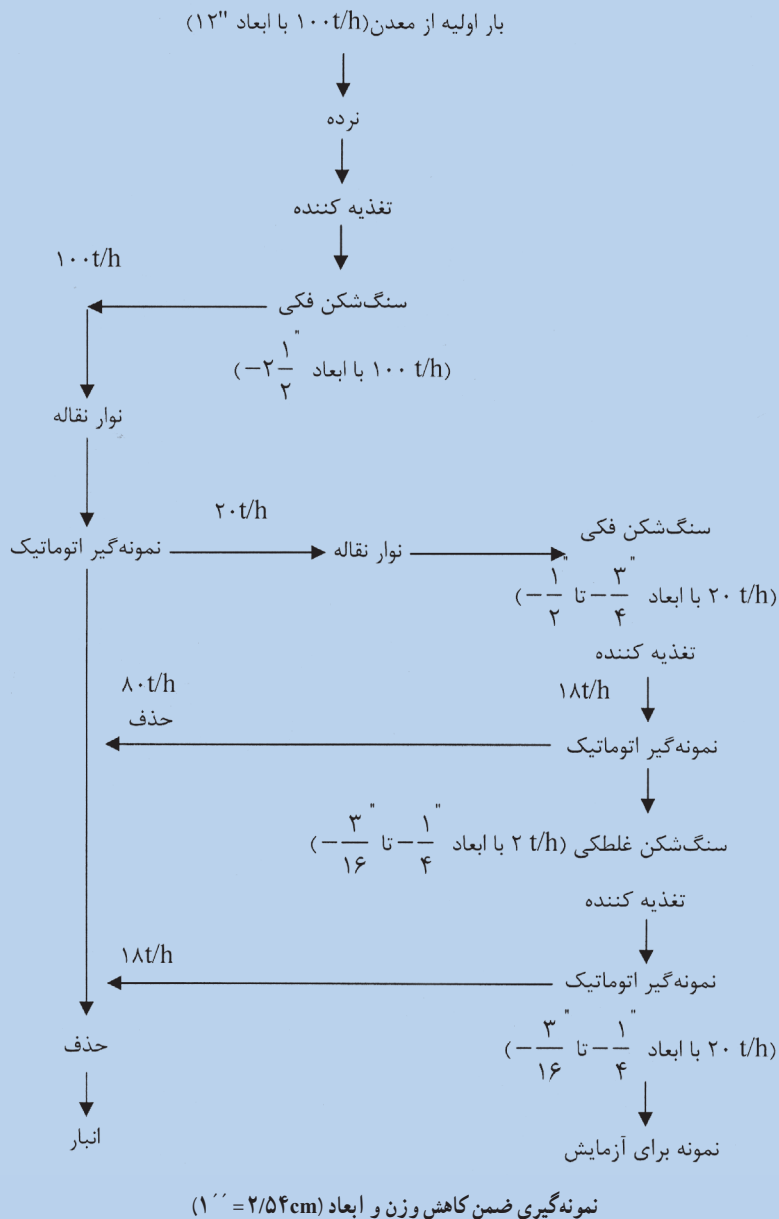 بار اولیه از معدن(۱۰۰t/h با ابعاد "۱۲)
نرده
تغذیه کننده
۱۰۰t/h
سنگ‌شکن فکی
(۱۰۰ t/h با ابعاد "۲ ۱/۲−)
نوار نقاله
۲۰t/h
سنگ‌شکن فکی
نمونه‌گیر اتوماتیک
نوار نقاله
(۲۰ t/h با ابعاد "۳/۴− تا "۱/۲−)
تغذیه کننده
۱۸t/h
۸۰t/h
حذف
نمونه‌گیر اتوماتیک
سنگ‌شکن غلطکی (۲ t/h با ابعاد "۱/۴− تا "۳/۱۶−)
تغذیه کننده
۱۸t/h
نمونه‌گیر اتوماتیک
حذف
(۲۰ t/h با ابعاد "۱/۴− تا "۳/۱۶−)
انبار
نمونه برای آزمایش
نمونه‌گیری ضمن کاهش وزن و ابعاد (۱´´ = ۲/۵۴cm)